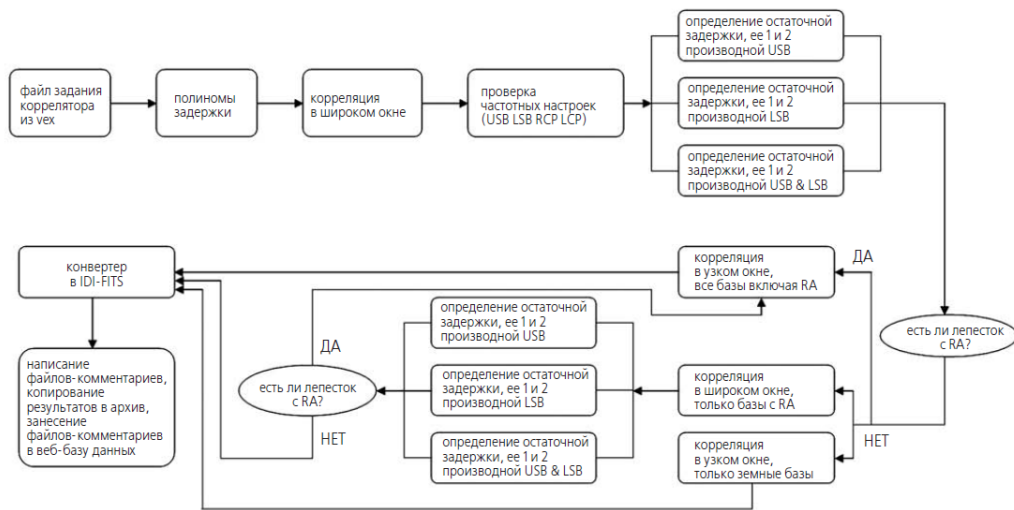 файл задания
коррелятора
из vex
полиномы
задержки
корреляция
в широком окне
проверка
частотных настроек
(USB LSB RCP LCP)
определение остаточной
задержки, ее 1 и 2
производной USB
определение остаточной
задержки, ее 1 и 2
производной LSB
определение остаточной
задержки, ее 1 и 2
производной USB & LSB
есть ли лепесток
с RA?
ДА
НЕТ
корреляция
в узком окне,
все базы включая RA
корреляция
в широком окне,
только базы с RA
корреляция
в узком окне,
только земные базы
определение остаточной
задержки, ее 1 и 2
производной USB
определение остаточной
задержки, ее 1 и 2
производной LSB
определение остаточной
задержки, ее 1 и 2
производной USB & LSB
ДА
есть ли лепесток
с RA?
НЕТ
конвертер
в IDI-FITS
написание
файлов-комментариев,
копирование
результатов в архив,
занесение
файлов-комментариев
в веб-базу данных